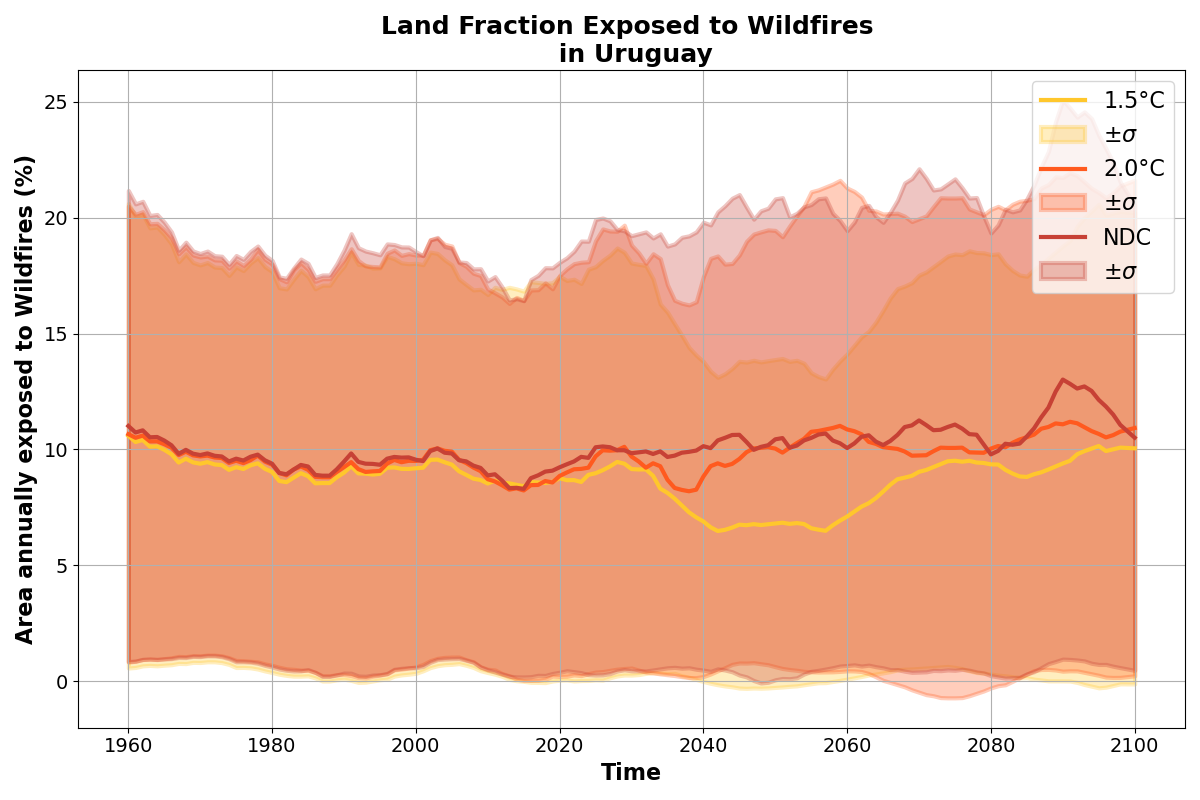 Land Fraction Exposed to Wildfires
in Uruguay
Area annually exposed to Wildfires (%)
25
20
15
10
5
0
1960
1980
2000
2020
2040
2060
2080
2100
Time
1.5°C
±σ
2.0°C
±σ
NDC
±σ